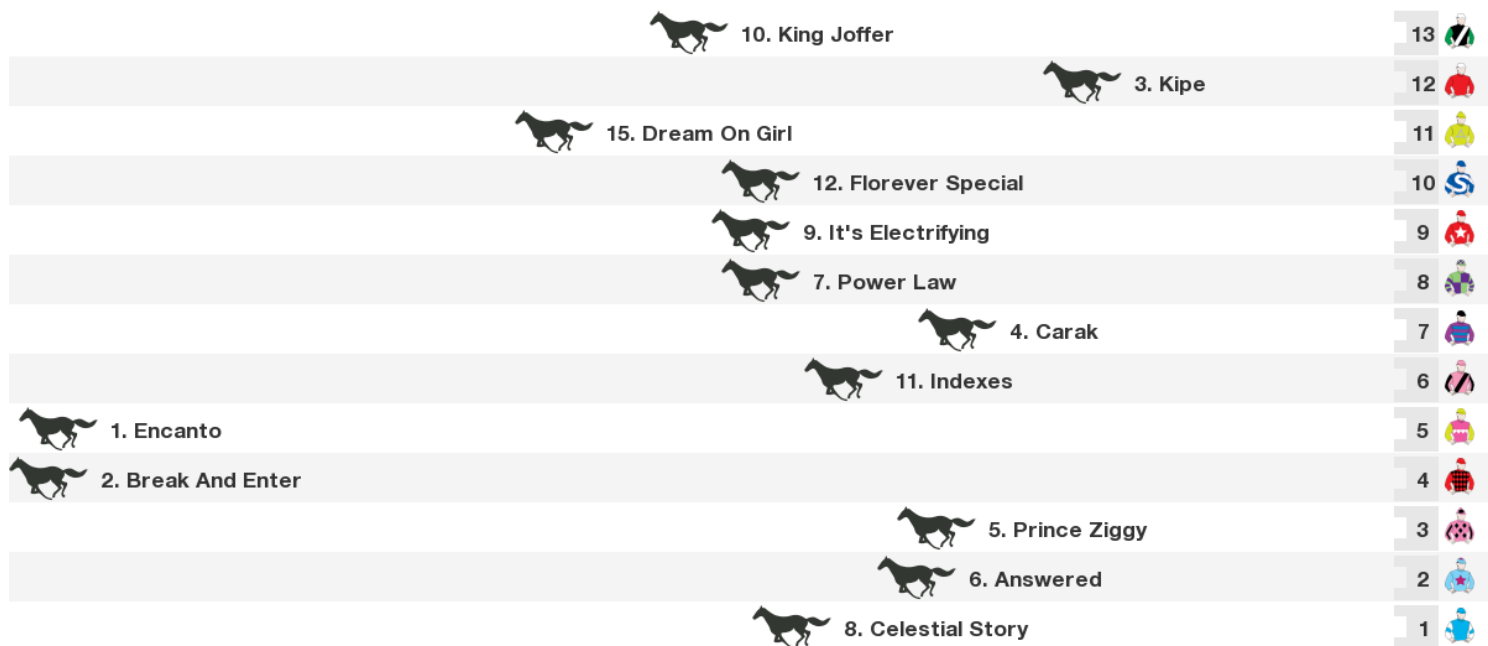 10. King Joffer 13
3. Kipe 12
15. Dream On Girl 11
12. Florever Special 10
9. It's Electrifying 9
7. Power Law 8
4. Carak 7
11. Indexes 6
1. Encanto 5
2. Break And Enter 4
5. Prince Ziggy 3
6. Answered 2
8. Celestial Story 1